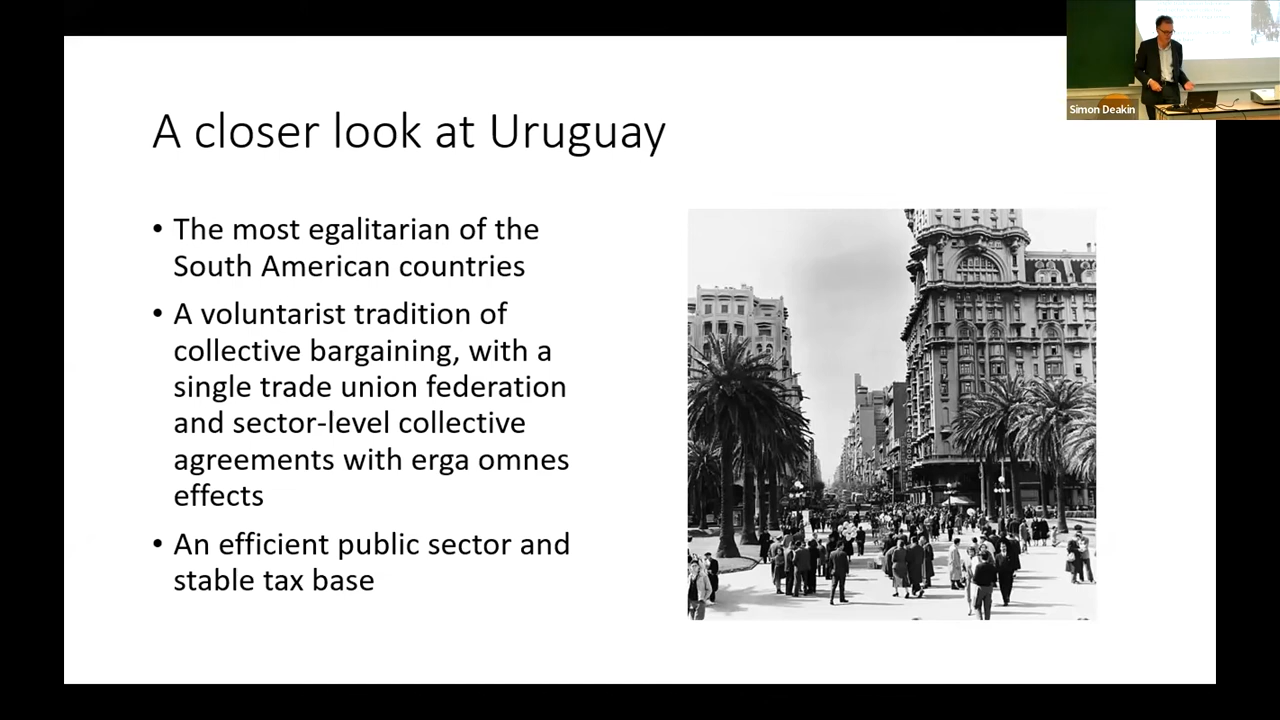 Simon Deakin
A closer look at Uruguay
• The most egalitarian of the
South American countries
• A voluntarist tradition of
collective bargaining, with a
single trade union federation
and sector-level collective
agreements with erga omnes
effects
• An efficient public sector and
stable tax base